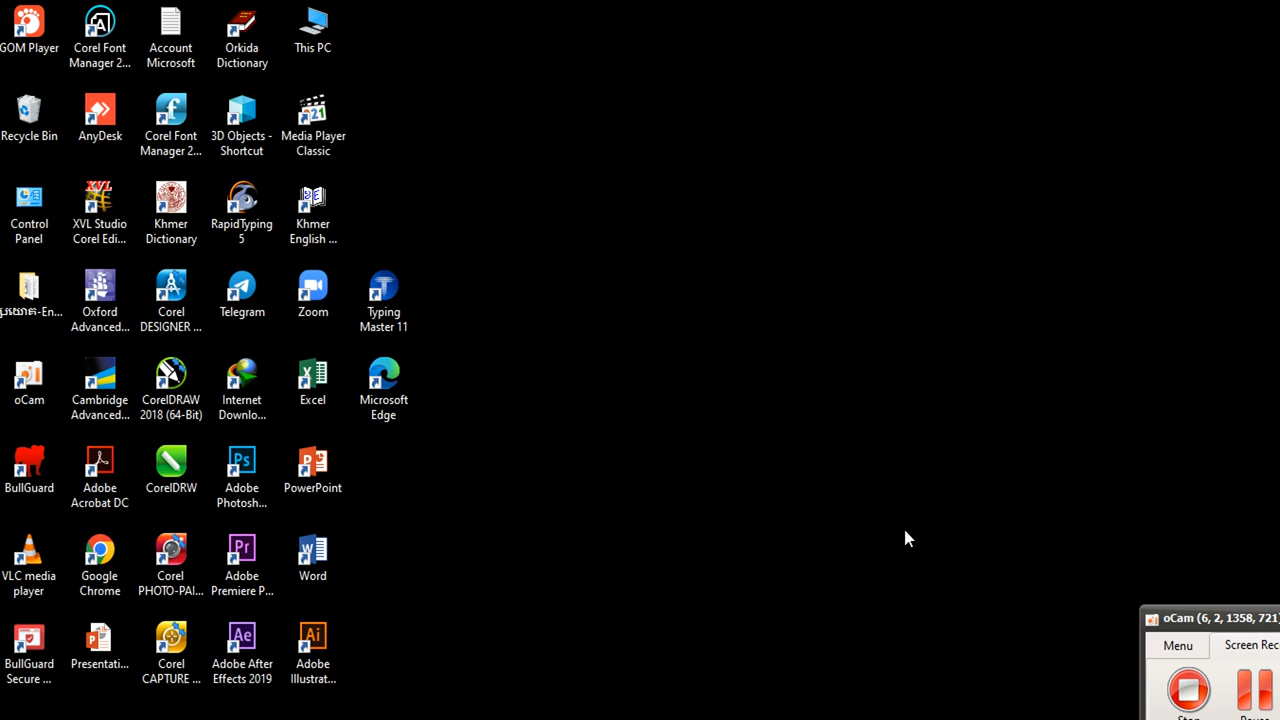 GOM Player
Corel Font
Manager 2...
Account
Microsoft
Orkida
Dictionary
This PC
Recycle Bin
AnyDesk
Corel Font
Manager 2...
3D Objects -
Shortcut
Media Player
Classic
Control
Panel
XVL Studio
Corel Edi...
Khmer
Dictionary
RapidTyping
5
Khmer
English ...
ប្រយោគ-En...
Oxford
Advanced...
Corel
DESIGNER ...
Telegram
Zoom
Typing
Master 11
oCam
Cambridge
Advanced...
CorelDRAW
2018 (64-Bit)
Internet
Downlo...
Excel
Microsoft
Edge
BullGuard
Adobe
Acrobat DC
CorelDRW
Adobe
Photosh...
PowerPoint
VLC media
player
Google
Chrome
Corel
PHOTO-PAI...
Adobe
Premiere P...
Word
BullGuard
Secure ...
Presentati...
Corel
CAPTURE ...
Adobe After
Effects 2019
Adobe
Illustrat...
oCam (6, 2, 1358, 721)
Menu
Screen Rec